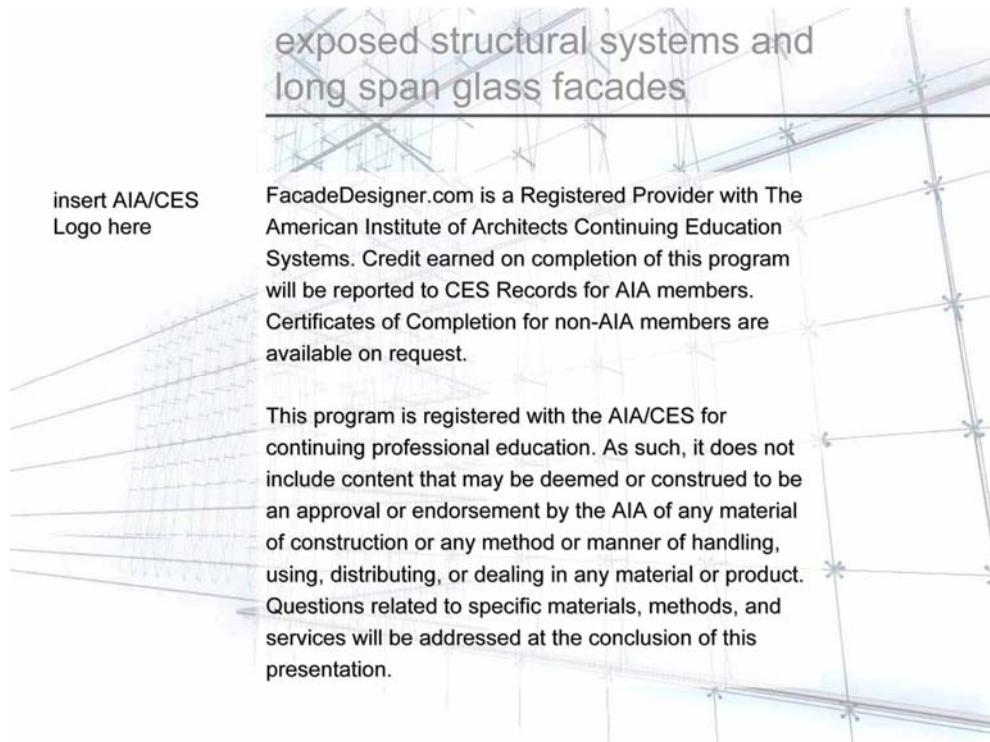 exposed structural systems and
long span glass facades
insert AIA/CES
Logo here
FacadeDesigner.com is a Registered Provider with The
American Institute of Architects Continuing Education
Systems. Credit earned on completion of this program
will be reported to CES Records for AIA members.
Certificates of Completion for non-AIA members are
available on request.
This program is registered with the AIA/CES for
continuing professional education. As such, it does not
include content that may be deemed or construed to be
an approval or endorsement by the AIA of any material
of construction or any method or manner of handling,
using, distributing, or dealing in any material or product.
Questions related to specific materials, methods, and
services will be addressed at the conclusion of this
presentation.